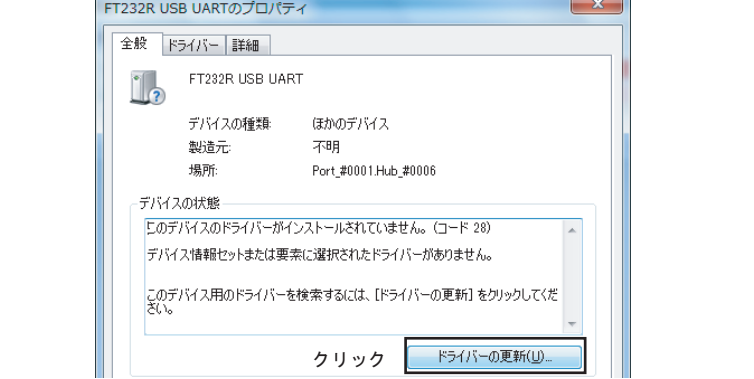 FT232R USB UARTのプロパティ
全般 ドライバー 詳細
FT232R USB UART
デバイスの種類: ほかのデバイス
製造元: 不明
場所: Port_#0001.Hub_#0006
デバイスの状態
このデバイスのドライバーがインストールされていません。(コード 28)
デバイス情報セットまたは要素に選択されたドライバーがありません。
このデバイス用のドライバーを検索するには、[ドライバーの更新] をクリックしてくだ
さい。
クリック ドライバーの更新(U)...